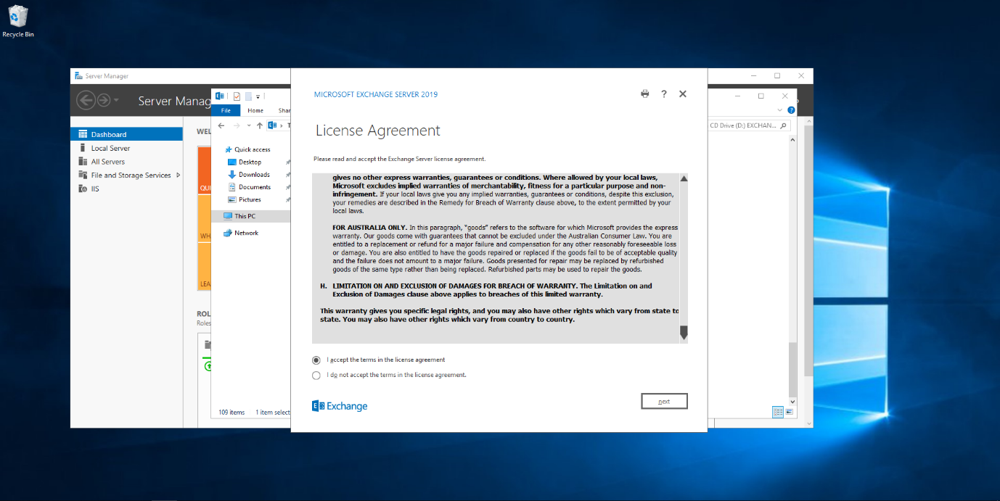 Recycle Bin
Server Manager
Server Manag
Dashboard
Local Server
All Servers
File and Storage Services
IIS
WEL
QUI
WH
LEA
ROL
Roles
File
Home
Shar
Quick access
Desktop
Downloads
Documents
Pictures
This PC
Network
109 items
1 item select
CD Drive (D:) EXCHAN...
MICROSOFT EXCHANGE SERVER 2019
?
License Agreement
Please read and accept the Exchange Server license agreement.
gives no other express warranties, guarantees or conditions. Where allowed by your local laws,
Microsoft excludes implied warranties of merchantability, fitness for a particular purpose and non-
infringement. If your local laws give you any implied warranties, guarantees or conditions, despite this exclusion,
your remedies are described in the Remedy for Breach of Warranty clause above, to the extent permitted by your
local laws.
FOR AUSTRALIA ONLY. In this paragraph, “goods” refers to the software for which Microsoft provides the express
warranty. Our goods come with guarantees that cannot be excluded under the Australian Consumer Law. You are
entitled to a replacement or refund for a major failure and compensation for any other reasonably foreseeable loss
or damage. You are also entitled to have the goods repaired or replaced if the goods fail to be of acceptable quality
and the failure does not amount to a major failure. Goods presented for repair may be replaced by refurbished
goods of the same type rather than being replaced. Refurbished parts may be used to repair the goods.
H. LIMITATION ON AND EXCLUSION OF DAMAGES FOR BREACH OF WARRANTY. The Limitation on and
Exclusion of Damages clause above applies to breaches of this limited warranty.
This warranty gives you specific legal rights, and you may also have other rights which vary from state to
state. You may also have other rights which vary from country to country.
I accept the terms in the license agreement
I do not accept the terms in the license agreement.
E Exchange
next